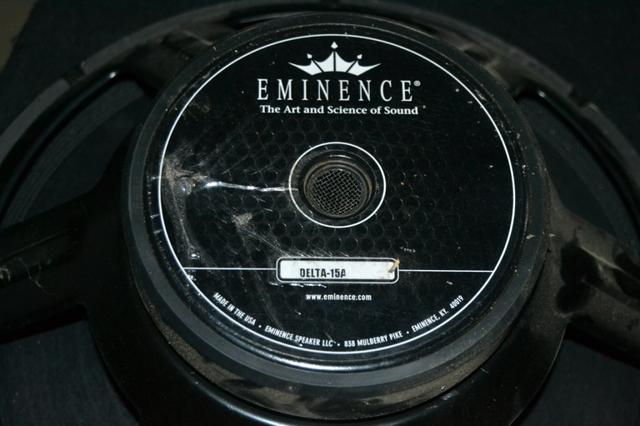 EMINENCE®
The Art and Science of Sound
DELTA-15A
www.eminence.com
MADE IN THE USA • EMINENCE SPEAKER LLC • 838 MULBERRY PIKE • EMINENCE, KY. 40019